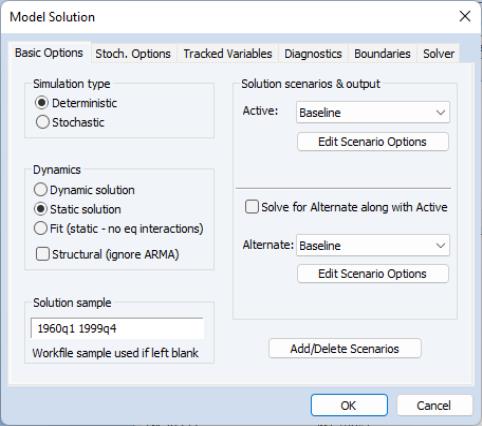 Model Solution
Basic Options Stoch. Options Tracked Variables Diagnostics Boundaries Solver
Simulation type
Deterministic
Stochastic
Dynamics
Dynamic solution
Static solution
Fit (static - no eq interactions)
Structural (ignore ARMA)
Solution sample
1960q1 1999q4
Workfile sample used if left blank
Solution scenarios & output
Active: Baseline
Edit Scenario Options
Solve for Alternate along with Active
Alternate: Baseline
Edit Scenario Options
Add/Delete Scenarios
OK Cancel